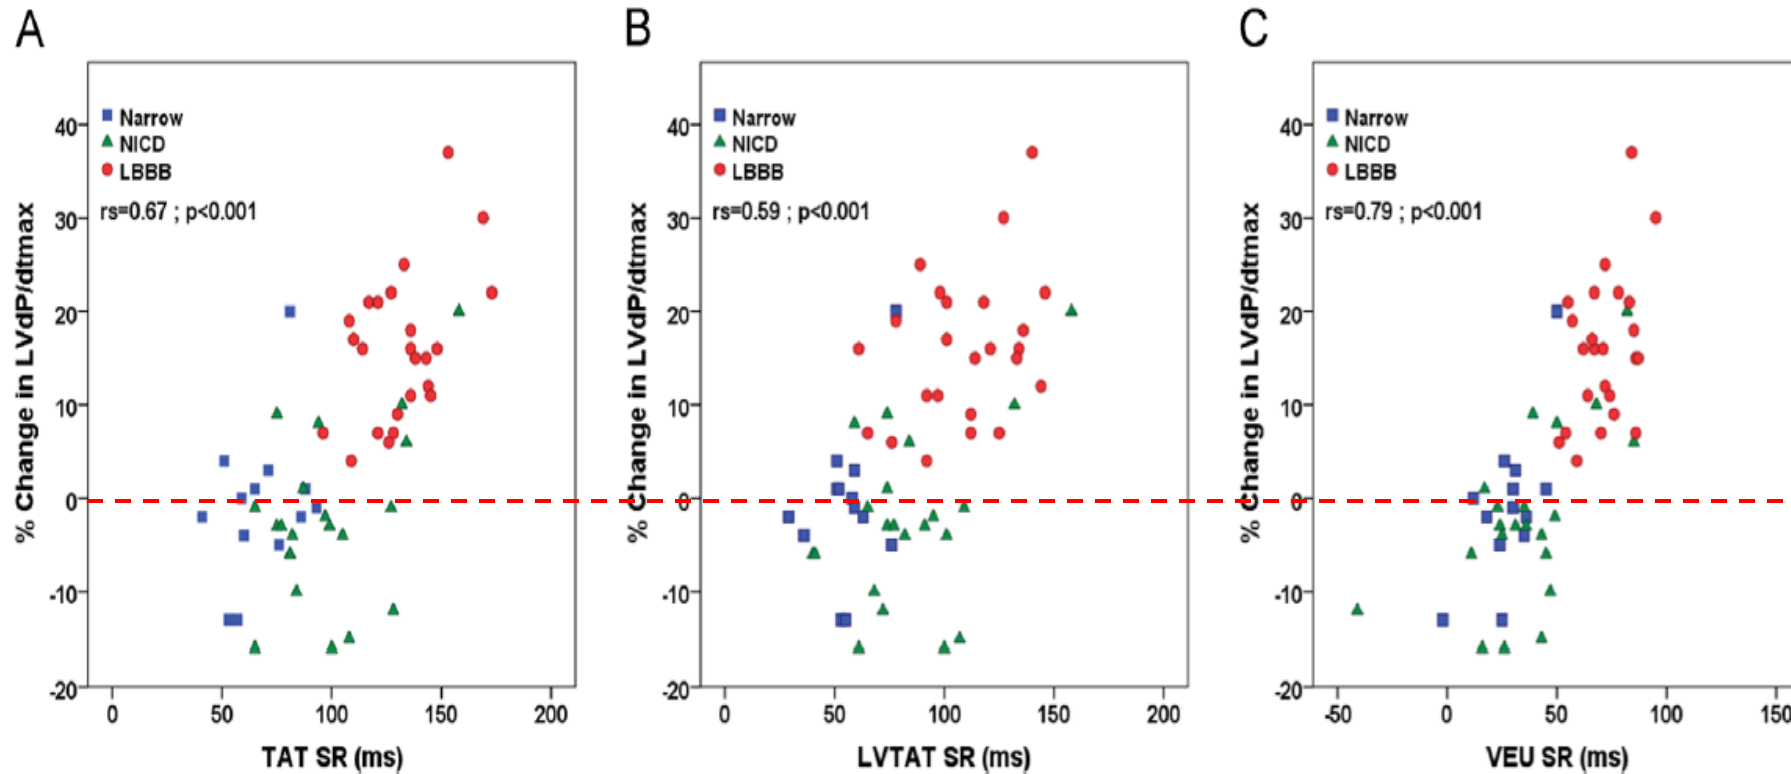 A
% Change in LVdP/dtmax
40
30
20
10
0
-10
-20
Narrow
NICD
LBBB
rs=0.67 ; p<0.001
0 50 100 150 200
TAT SR (ms)
B
% Change in LVdP/dtmax
40
30
20
10
0
-10
-20
Narrow
NICD
LBBB
rs=0.59 ; p<0.001
0 50 100 150 200
LVTAT SR (ms)
C
% Change in LVdP/dtmax
40
30
20
10
0
-10
-20
Narrow
NICD
LBBB
rs=0.79 ; p<0.001
-50 0 50 100 150
VEU SR (ms)